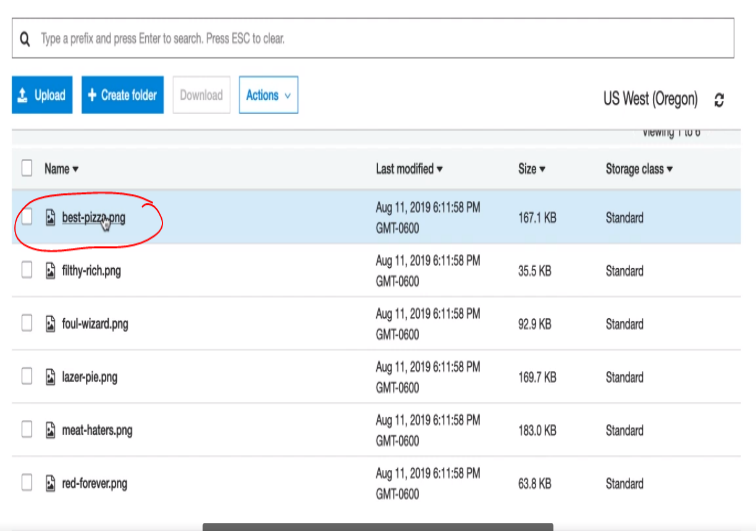 Type a prefix and press Enter to search. Press ESC to clear.
Upload + Create folder Download Actions US West (Oregon)
Viewing 1 to 6
Name Last modified Size Storage class
best-pizza.png Aug 11, 2019 6:11:58 PM GMT-0600 167.1 KB Standard
filthy-rich.png Aug 11, 2019 6:11:58 PM GMT-0600 35.5 KB Standard
foul-wizard.png Aug 11, 2019 6:11:58 PM GMT-0600 92.9 KB Standard
lazer-pie.png Aug 11, 2019 6:11:58 PM GMT-0600 169.7 KB Standard
meat-haters.png Aug 11, 2019 6:11:58 PM GMT-0600 183.0 KB Standard
red-forever.png Aug 11, 2019 6:11:58 PM GMT-0600 63.8 KB Standard